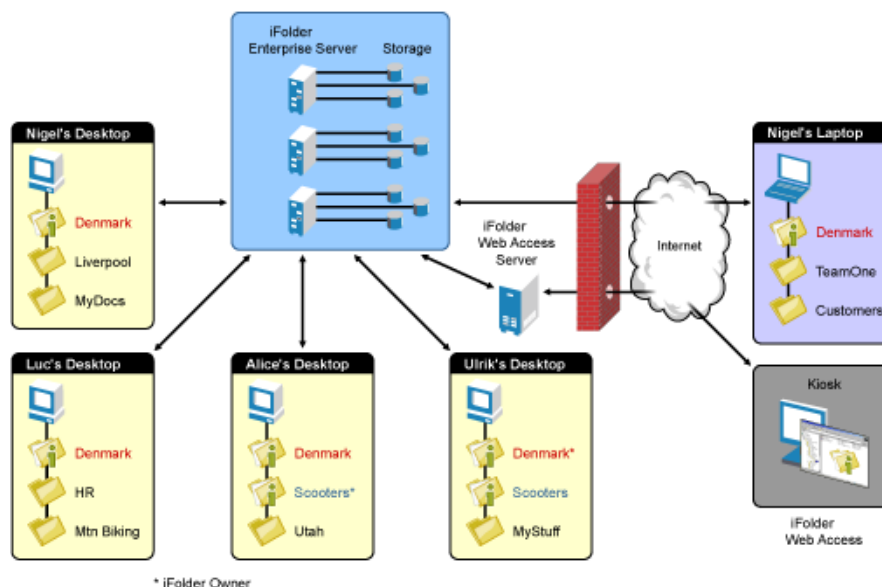 iFolder
Enterprise Server
Storage
Nigel's Desktop
Denmark
Liverpool
MyDocs
iFolder
Web Access
Server
Internet
Nigel's Laptop
Denmark
TeamOne
Customers
Luc's Desktop
Denmark
HR
Mtn Biking
Alice's Desktop
Denmark
Scooters*
Utah
Ulrik's Desktop
Denmark*
Scooters
MyStuff
Kiosk
iFolder
Web Access
* iFolder Owner